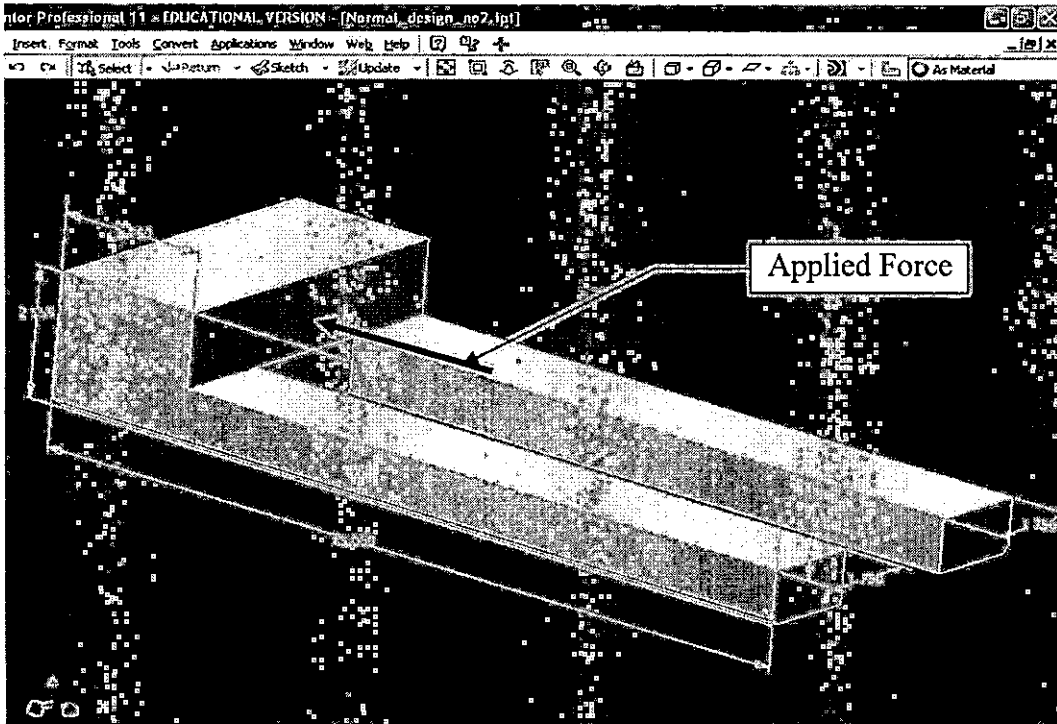 ntor Professional 11 - EDUCATIONAL VERSION - [Normal_design_no2.ipt]
Insert Format Tools Convert Applications Window Web Help
Select Return Sketch Update As Material
Applied Force